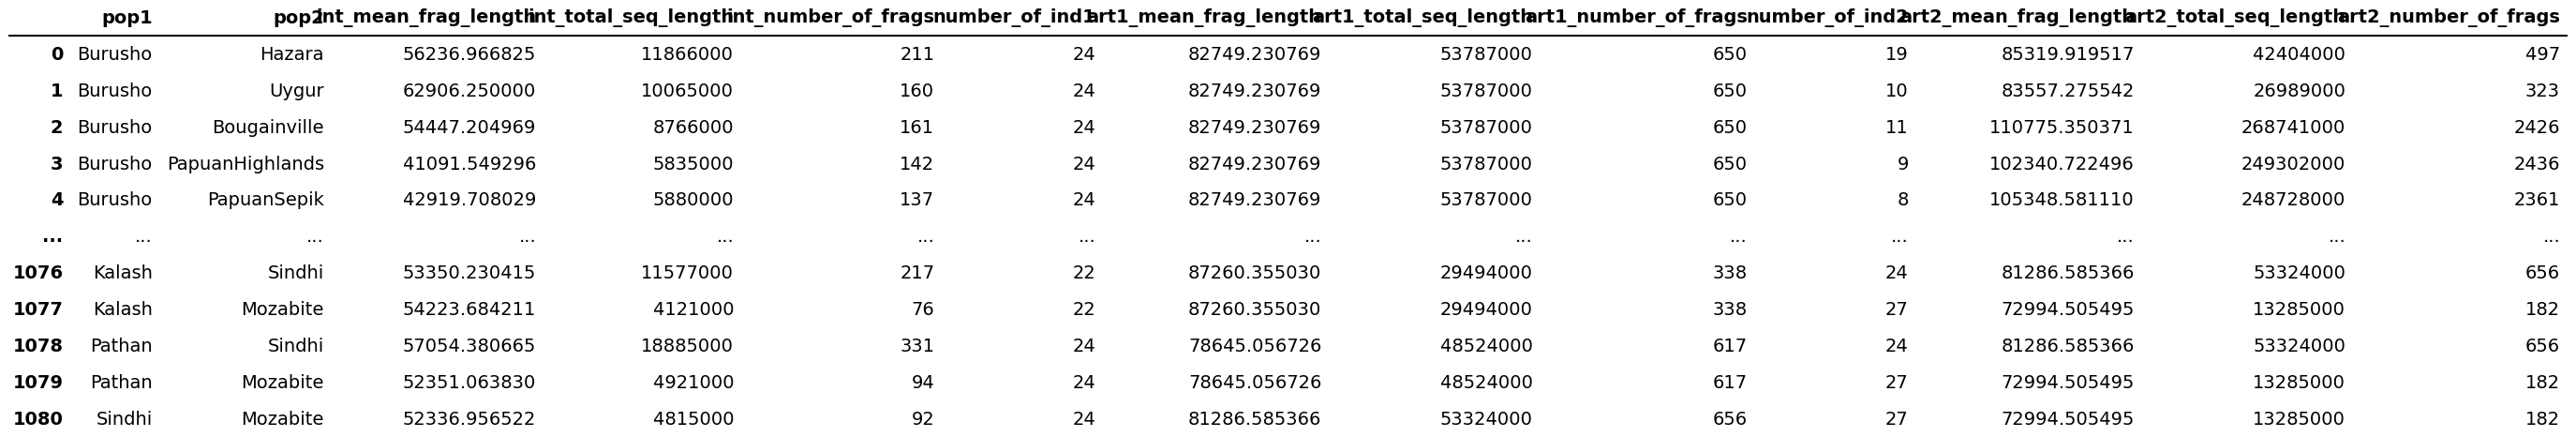 pop1 pop2 int_mean_frag_length int_total_seq_length int_number_of_frags number_of_ind1 art1_mean_frag_length art1_total_seq_length art1_number_of_frags number_of_ind2 art2_mean_frag_length art2_total_seq_length art2_number_of_frags
0 Burusho Hazara 56236.966825 11866000 211 24 82749.230769 53787000 650 19 85319.919517 42404000 497
1 Burusho Uygur 62906.250000 10065000 160 24 82749.230769 53787000 650 10 83557.275542 26989000 323
2 Burusho Bougainville 54447.204969 8766000 161 24 82749.230769 53787000 650 11 110775.350371 268741000 2426
3 Burusho PapuanHighlands 41091.549296 5835000 142 24 82749.230769 53787000 650 9 102340.722496 249302000 2436
4 Burusho PapuanSepik 42919.708029 5880000 137 24 82749.230769 53787000 650 8 105348.581110 248728000 2361
... ... ... ... ... ... ... ... ... ... ... ... ... ...
1076 Kalash Sindhi 53350.230415 11577000 217 22 87260.355030 29494000 338 24 81286.585366 53324000 656
1077 Kalash Mozabite 54223.684211 4121000 76 22 87260.355030 29494000 338 27 72994.505495 13285000 182
1078 Pathan Sindhi 57054.380665 18885000 331 24 78645.056726 48524000 617 24 81286.585366 53324000 656
1079 Pathan Mozabite 52351.063830 4921000 94 24 78645.056726 48524000 617 27 72994.505495 13285000 182
1080 Sindhi Mozabite 52336.956522 4815000 92 24 81286.585366 53324000 656 27 72994.505495 13285000 182